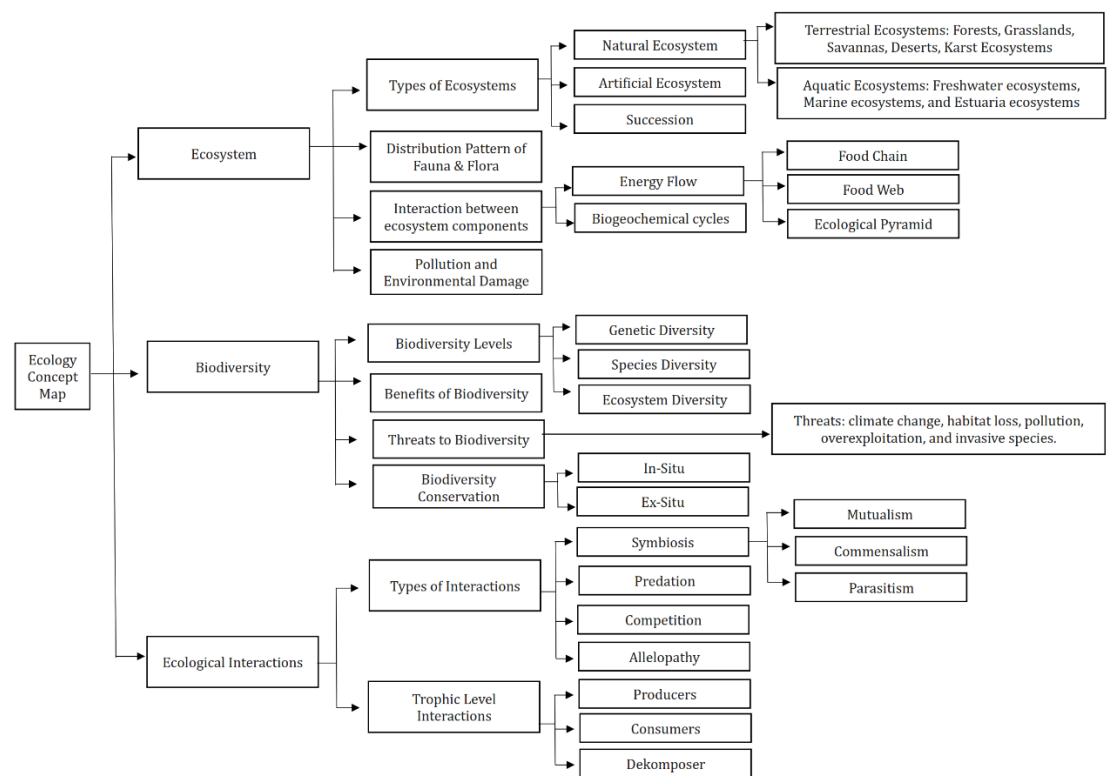 Ecology
Concept
Map
Ecosystem
Types of Ecosystems
Natural Ecosystem
Terrestrial Ecosystems: Forests, Grasslands,
Savannas, Deserts, Karst Ecosystems
Aquatic Ecosystems: Freshwater ecosystems,
Marine ecosystems, and Estuaria ecosystems
Artificial Ecosystem
Succession
Distribution Pattern of
Fauna & Flora
Interaction between
ecosystem components
Energy Flow
Food Chain
Food Web
Ecological Pyramid
Biogeochemical cycles
Pollution and
Environmental Damage
Biodiversity
Biodiversity Levels
Genetic Diversity
Species Diversity
Ecosystem Diversity
Benefits of Biodiversity
Threats to Biodiversity
Threats: climate change, habitat loss, pollution,
overexploitation, and invasive species.
Biodiversity
Conservation
In-Situ
Ex-Situ
Ecological Interactions
Types of Interactions
Symbiosis
Mutualism
Commensalism
Parasitism
Predation
Competition
Allelopathy
Trophic Level
Interactions
Producers
Consumers
Dekomposer